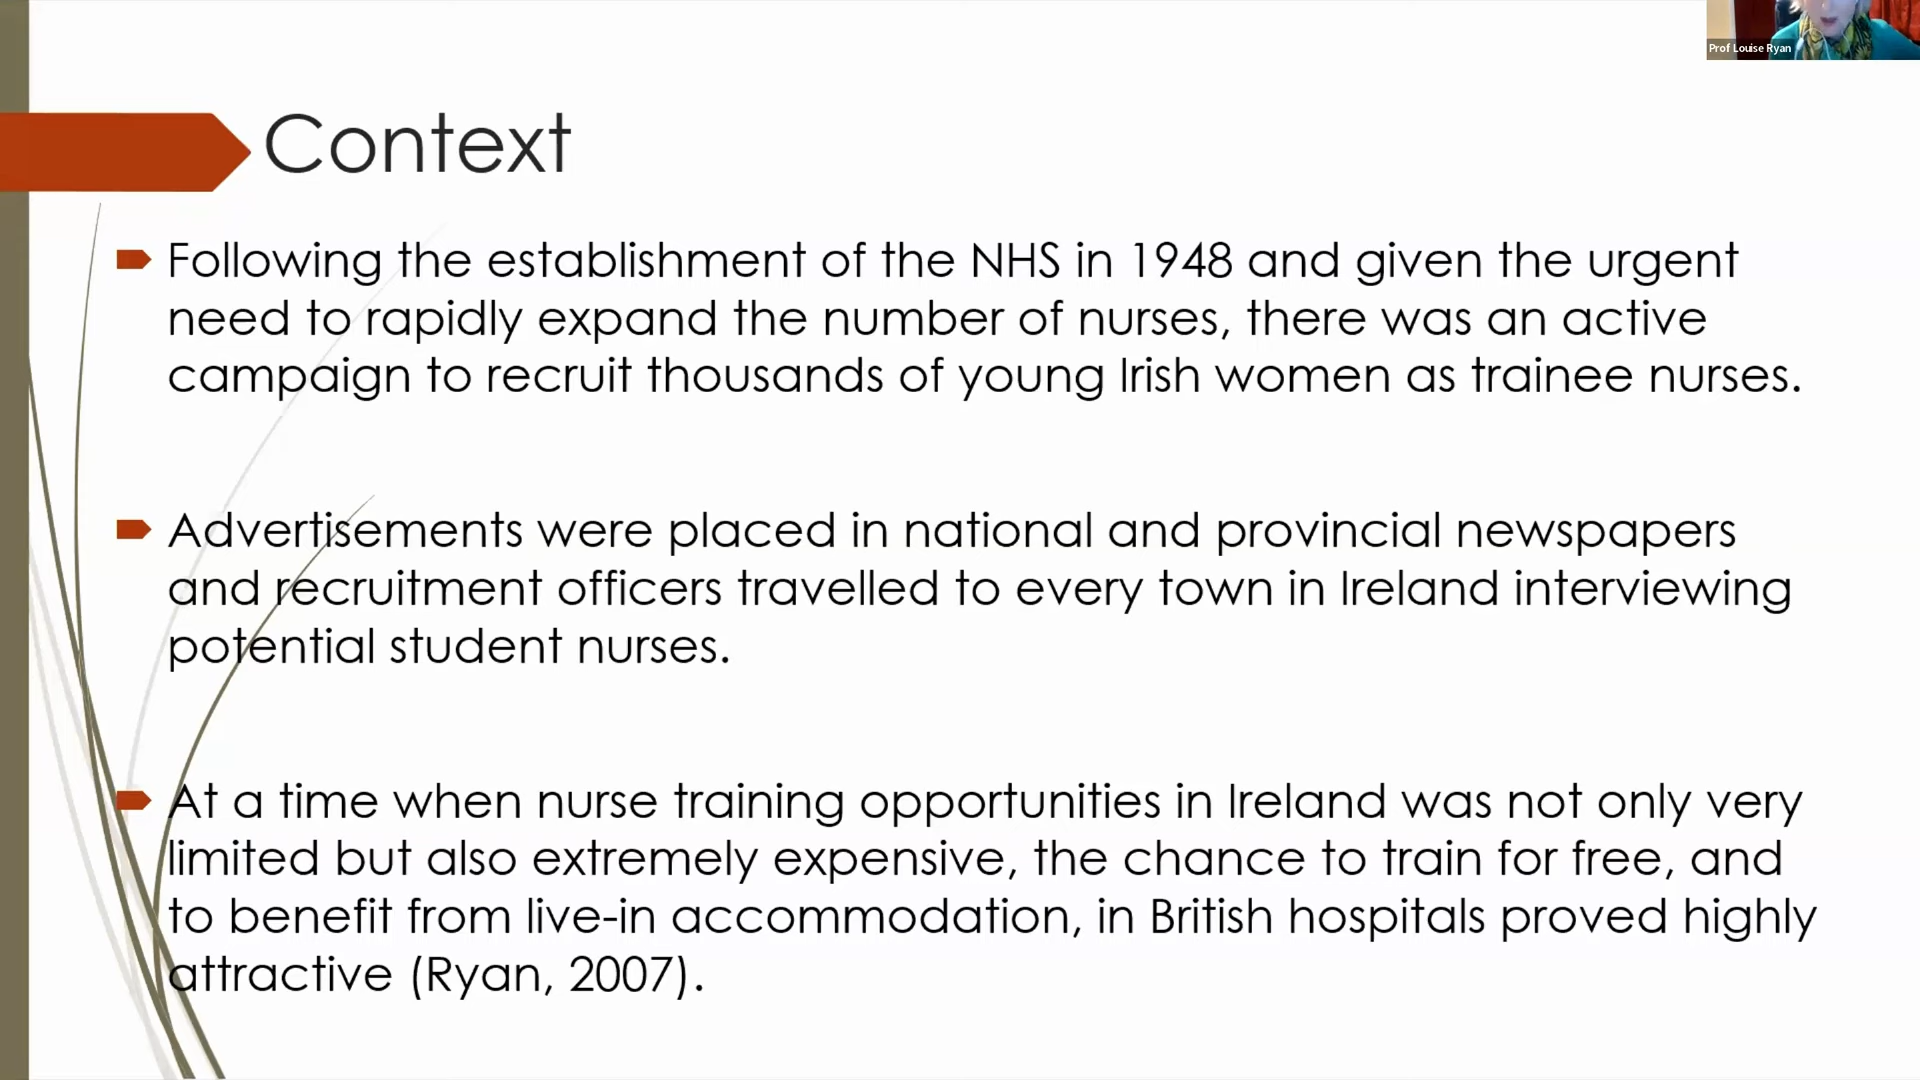 Prof Louise Ryan
Context
Following the establishment of the NHS in 1948 and given the urgent
need to rapidly expand the number of nurses, there was an active
campaign to recruit thousands of young Irish women as trainee nurses.
Advertisements were placed in national and provincial newspapers
and recruitment officers travelled to every town in Ireland interviewing
potential student nurses.
At a time when nurse training opportunities in Ireland was not only very
limited but also extremely expensive, the chance to train for free, and
to benefit from live-in accommodation, in British hospitals proved highly
attractive (Ryan, 2007).